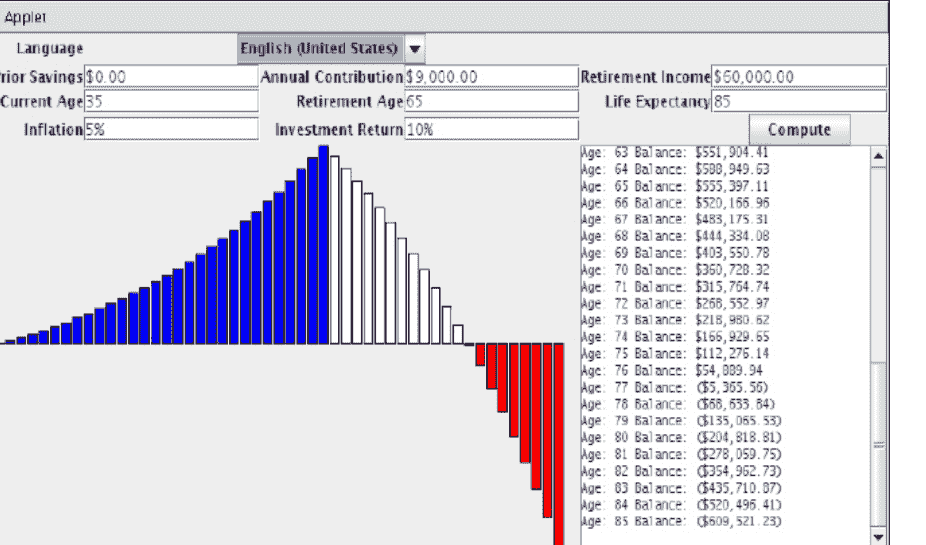 Applet
Language English (United States)
rior Savings $0.00 Annual Contribution $9,000.00 Retirement Income $60,000.00
Current Age 35 Retirement Age 65 Life Expectancy 85
Inflation 5% Investment Return 10% Compute
Age: 63 Balance: $551,904.41
Age: 64 Balance: $588,949.63
Age: 65 Balance: $555,397.11
Age: 66 Balance: $520,166.96
Age: 67 Balance: $483,175.31
Age: 68 Balance: $444,334.08
Age: 69 Balance: $403,550.78
Age: 70 Balance: $360,728.32
Age: 71 Balance: $315,764.74
Age: 72 Balance: $268,552.97
Age: 73 Balance: $218,980.62
Age: 74 Balance: $166,929.65
Age: 75 Balance: $112,276.14
Age: 76 Balance: $54,889.94
Age: 77 Balance: ($5,365.56)
Age: 78 Balance: ($68,633.84)
Age: 79 Balance: ($135,065.53)
Age: 80 Balance: ($204,818.81)
Age: 81 Balance: ($278,059.75)
Age: 82 Balance: ($354,962.73)
Age: 83 Balance: ($435,710.87)
Age: 84 Balance: ($520,496.41)
Age: 85 Balance: ($609,521.23)